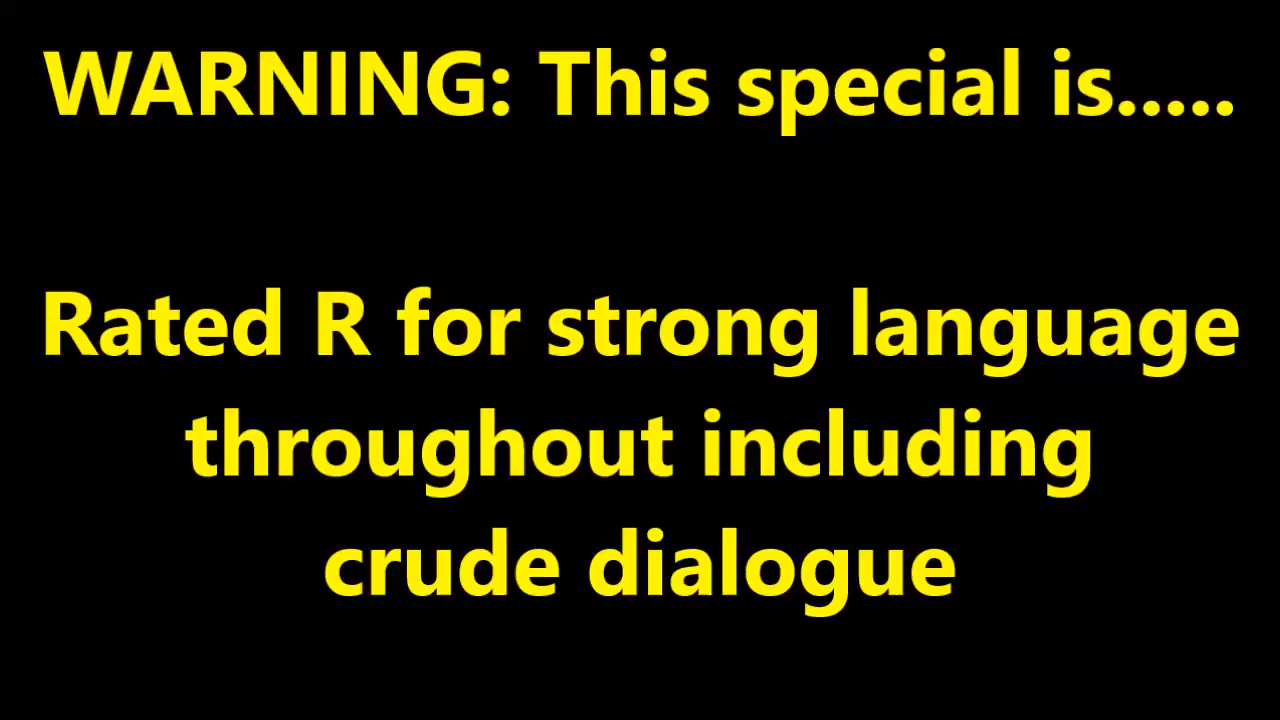 WARNING: This special is.....
Rated R for strong language
throughout including
crude dialogue